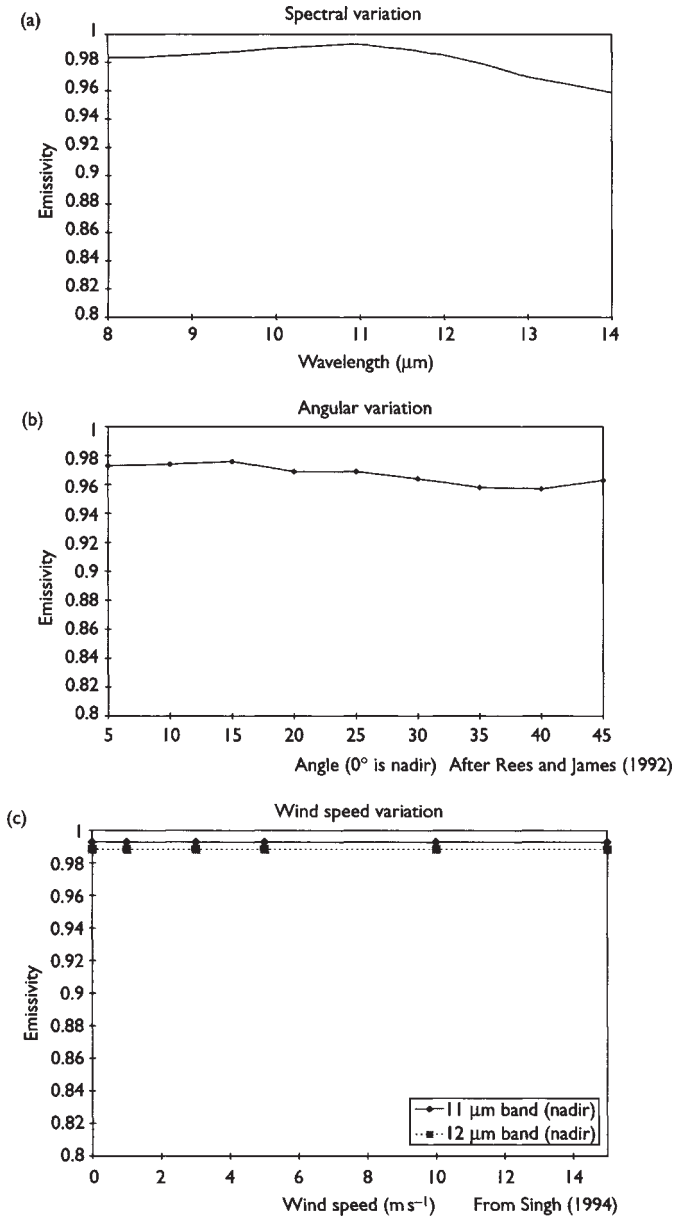 (a)
Spectral variation
1
0.98
0.96
0.94
0.92
0.9
0.88
0.86
0.84
0.82
0.8
Emissivity
8 9 10 11 12 13 14
Wavelength (μm)
(b)
Angular variation
1
0.98
0.96
0.94
0.92
0.9
0.88
0.86
0.84
0.82
0.8
Emissivity
5 10 15 20 25 30 35 40 45
Angle (0° is nadir) After Rees and James (1992)
(c)
Wind speed variation
1
0.98
0.96
0.94
0.92
0.9
0.88
0.86
0.84
0.82
0.8
Emissivity
11 μm band (nadir)
12 μm band (nadir)
0 2 4 6 8 10 12 14
Wind speed (m s⁻¹) From Singh (1994)